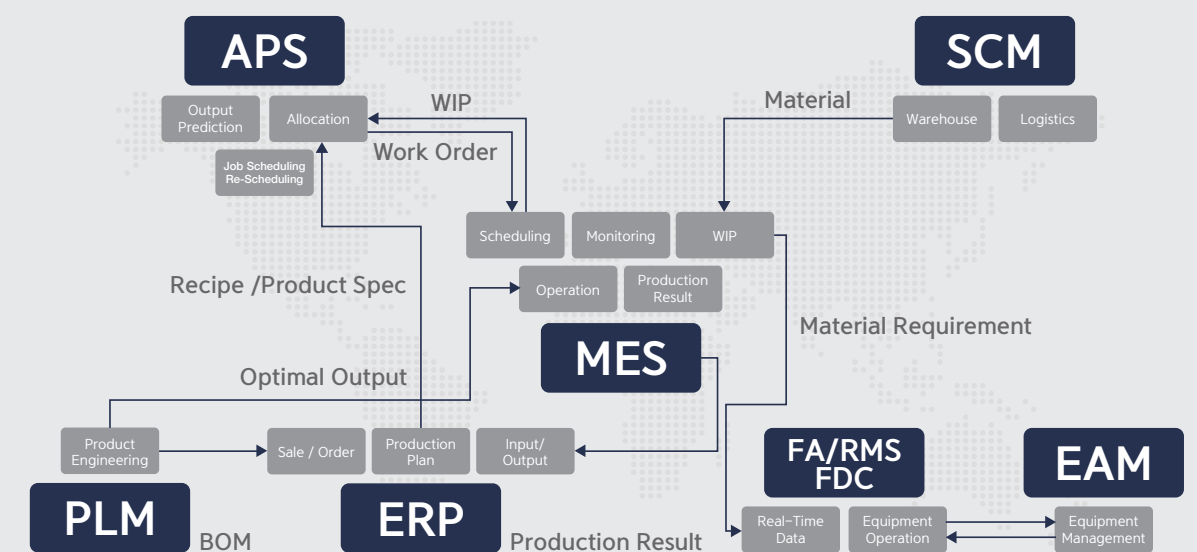 APS
SCM
Output
Prediction
Allocation
WIP
Material
Warehouse
Logistics
Work Order
Job Scheduling
Re-Scheduling
Scheduling
Monitoring
WIP
Recipe /Product Spec
Operation
Production
Result
Material Requirement
MES
Optimal Output
Product
Engineering
Sale / Order
Production
Plan
Input/
Output
FA/RMS
FDC
EAM
PLM
BOM
ERP
Production Result
Real-Time
Data
Equipment
Operation
Equipment
Management